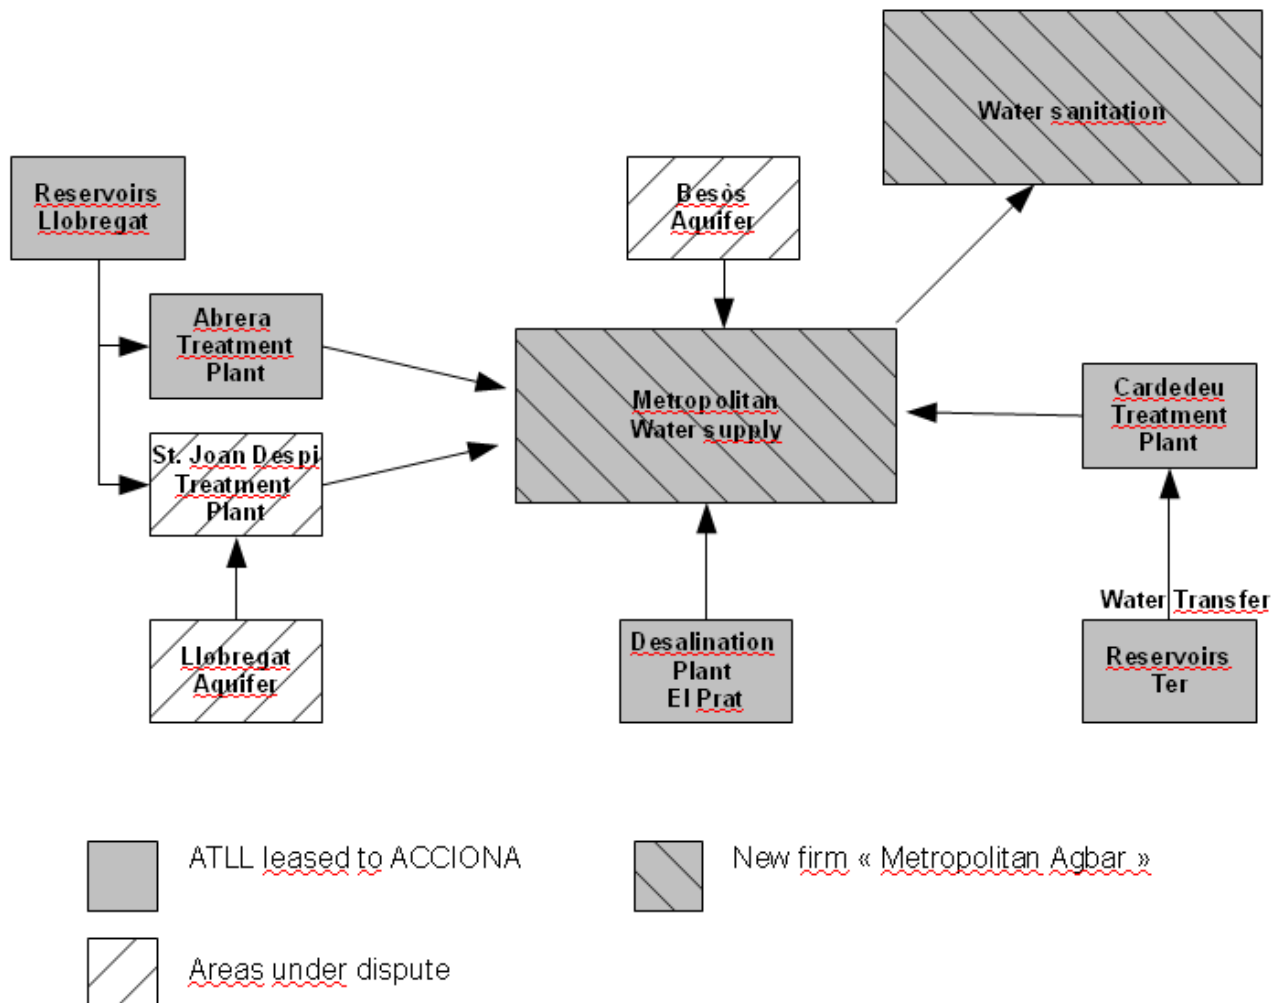 Water sanitation
Reservoirs
Llobregat
Besòs
Aquifer
Abrera
Treatment
Plant
Metropolitan
Water supply
Cardedeu
Treatment
Plant
St. Joan Despi
Treatment
Plant
Water Transfer
Llobregat
Aquifer
Desalination
Plant
El Prat
Reservoirs
Ter
ATLL leased to ACCIONA
New firm « Metropolitan Agbar »
Areas under dispute